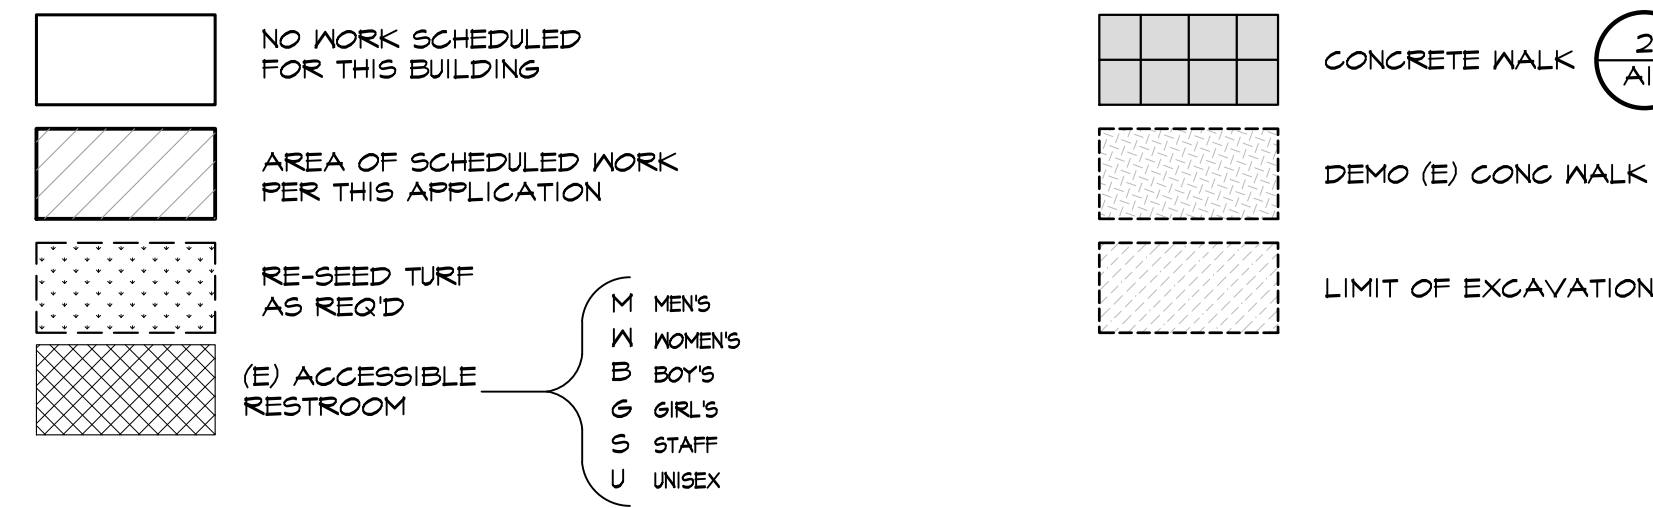 NO WORK SCHEDULED
FOR THIS BUILDING
AREA OF SCHEDULED WORK
PER THIS APPLICATION
RE-SEED TURF
AS REQ'D
(E) ACCESSIBLE
RESTROOM
M MEN'S
W WOMEN'S
B BOY'S
G GIRL'S
S STAFF
U UNISEX
CONCRETE WALK
2
DEMO (E) CONC WALK
LIMIT OF EXCAVATION